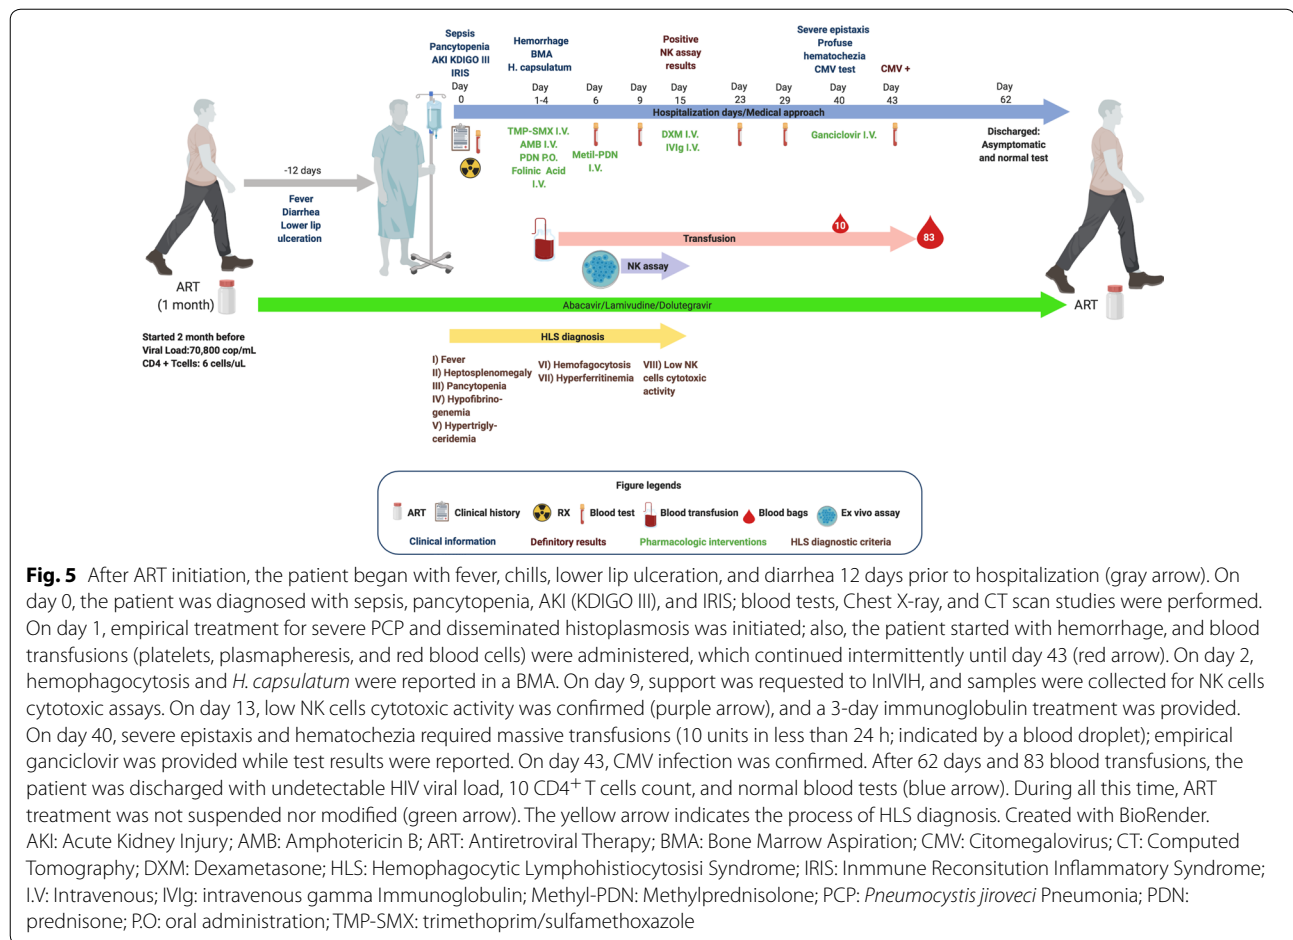 Sepsis
Pancytopenia
AKI KDIGO III
IRIS
Hemorrhage
BMA
H. capsulatum
Positive
NK assay
results
Severe epistaxis
Profuse
hematochezia
CMV test
CMV +
Day
0
Day
1-4
Day
6
Day
9
Day
15
Day
23
Day
29
Day
40
Day
43
Day
62
Hospitalization days/Medical approach
TMP-SMX I.V.
AMB I.V.
PDN P.O.
Folinic Acid
I.V.
Metil-PDN
I.V.
DXM I.V.
IVIg I.V.
Ganciclovir I.V.
Discharged:
Asymptomatic
and normal test
-12 days
Fever
Diarrhea
Lower lip
ulceration
Transfusion
10
83
NK assay
ART
(1 month)
Abacavir/Lamivudine/Dolutegravir
ART
Started 2 month before
Viral Load:70,800 cop/mL
CD4 + Tcells: 6 cells/uL
HLS diagnosis
I) Fever
II) Heptosplenomegaly
III) Pancytopenia
IV) Hypofibrino-
genemia
V) Hypertrigly-
ceridemia
VI) Hemofagocytosis
VII) Hyperferritinemia
VIII) Low NK
cells cytotoxic
activity
Figure legends
ART
Clinical history
RX
Blood test
Blood transfusion
Blood bags
Ex vivo assay
Clinical information
Definitory results
Pharmacologic interventions
HLS diagnostic criteria
Fig. 5 After ART initiation, the patient began with fever, chills, lower lip ulceration, and diarrhea 12 days prior to hospitalization (gray arrow). On
day 0, the patient was diagnosed with sepsis, pancytopenia, AKI (KDIGO III), and IRIS; blood tests, Chest X-ray, and CT scan studies were performed.
On day 1, empirical treatment for severe PCP and disseminated histoplasmosis was initiated; also, the patient started with hemorrhage, and blood
transfusions (platelets, plasmapheresis, and red blood cells) were administered, which continued intermittently until day 43 (red arrow). On day 2,
hemophagocytosis and H. capsulatum were reported in a BMA. On day 9, support was requested to InIVIH, and samples were collected for NK cells
cytotoxic assays. On day 13, low NK cells cytotoxic activity was confirmed (purple arrow), and a 3-day immunoglobulin treatment was provided.
On day 40, severe epistaxis and hematochezia required massive transfusions (10 units in less than 24 h; indicated by a blood droplet); empirical
ganciclovir was provided while test results were reported. On day 43, CMV infection was confirmed. After 62 days and 83 blood transfusions, the
patient was discharged with undetectable HIV viral load, 10 CD4+ T cells count, and normal blood tests (blue arrow). During all this time, ART
treatment was not suspended nor modified (green arrow). The yellow arrow indicates the process of HLS diagnosis. Created with BioRender.
AKI: Acute Kidney Injury; AMB: Amphotericin B; ART: Antiretroviral Therapy; BMA: Bone Marrow Aspiration; CMV: Citomegalovirus; CT: Computed
Tomography; DXM: Dexametasone; HLS: Hemophagocytic Lymphohistiocytosisi Syndrome; IRIS: Inmmune Reconsitution Inflammatory Syndrome;
I.V: Intravenous; IVIg: intravenous gamma Immunoglobulin; Methyl-PDN: Methylprednisolone; PCP: Pneumocystis jiroveci Pneumonia; PDN:
prednisone; P.O: oral administration; TMP-SMX: trimethoprim/sulfamethoxazole